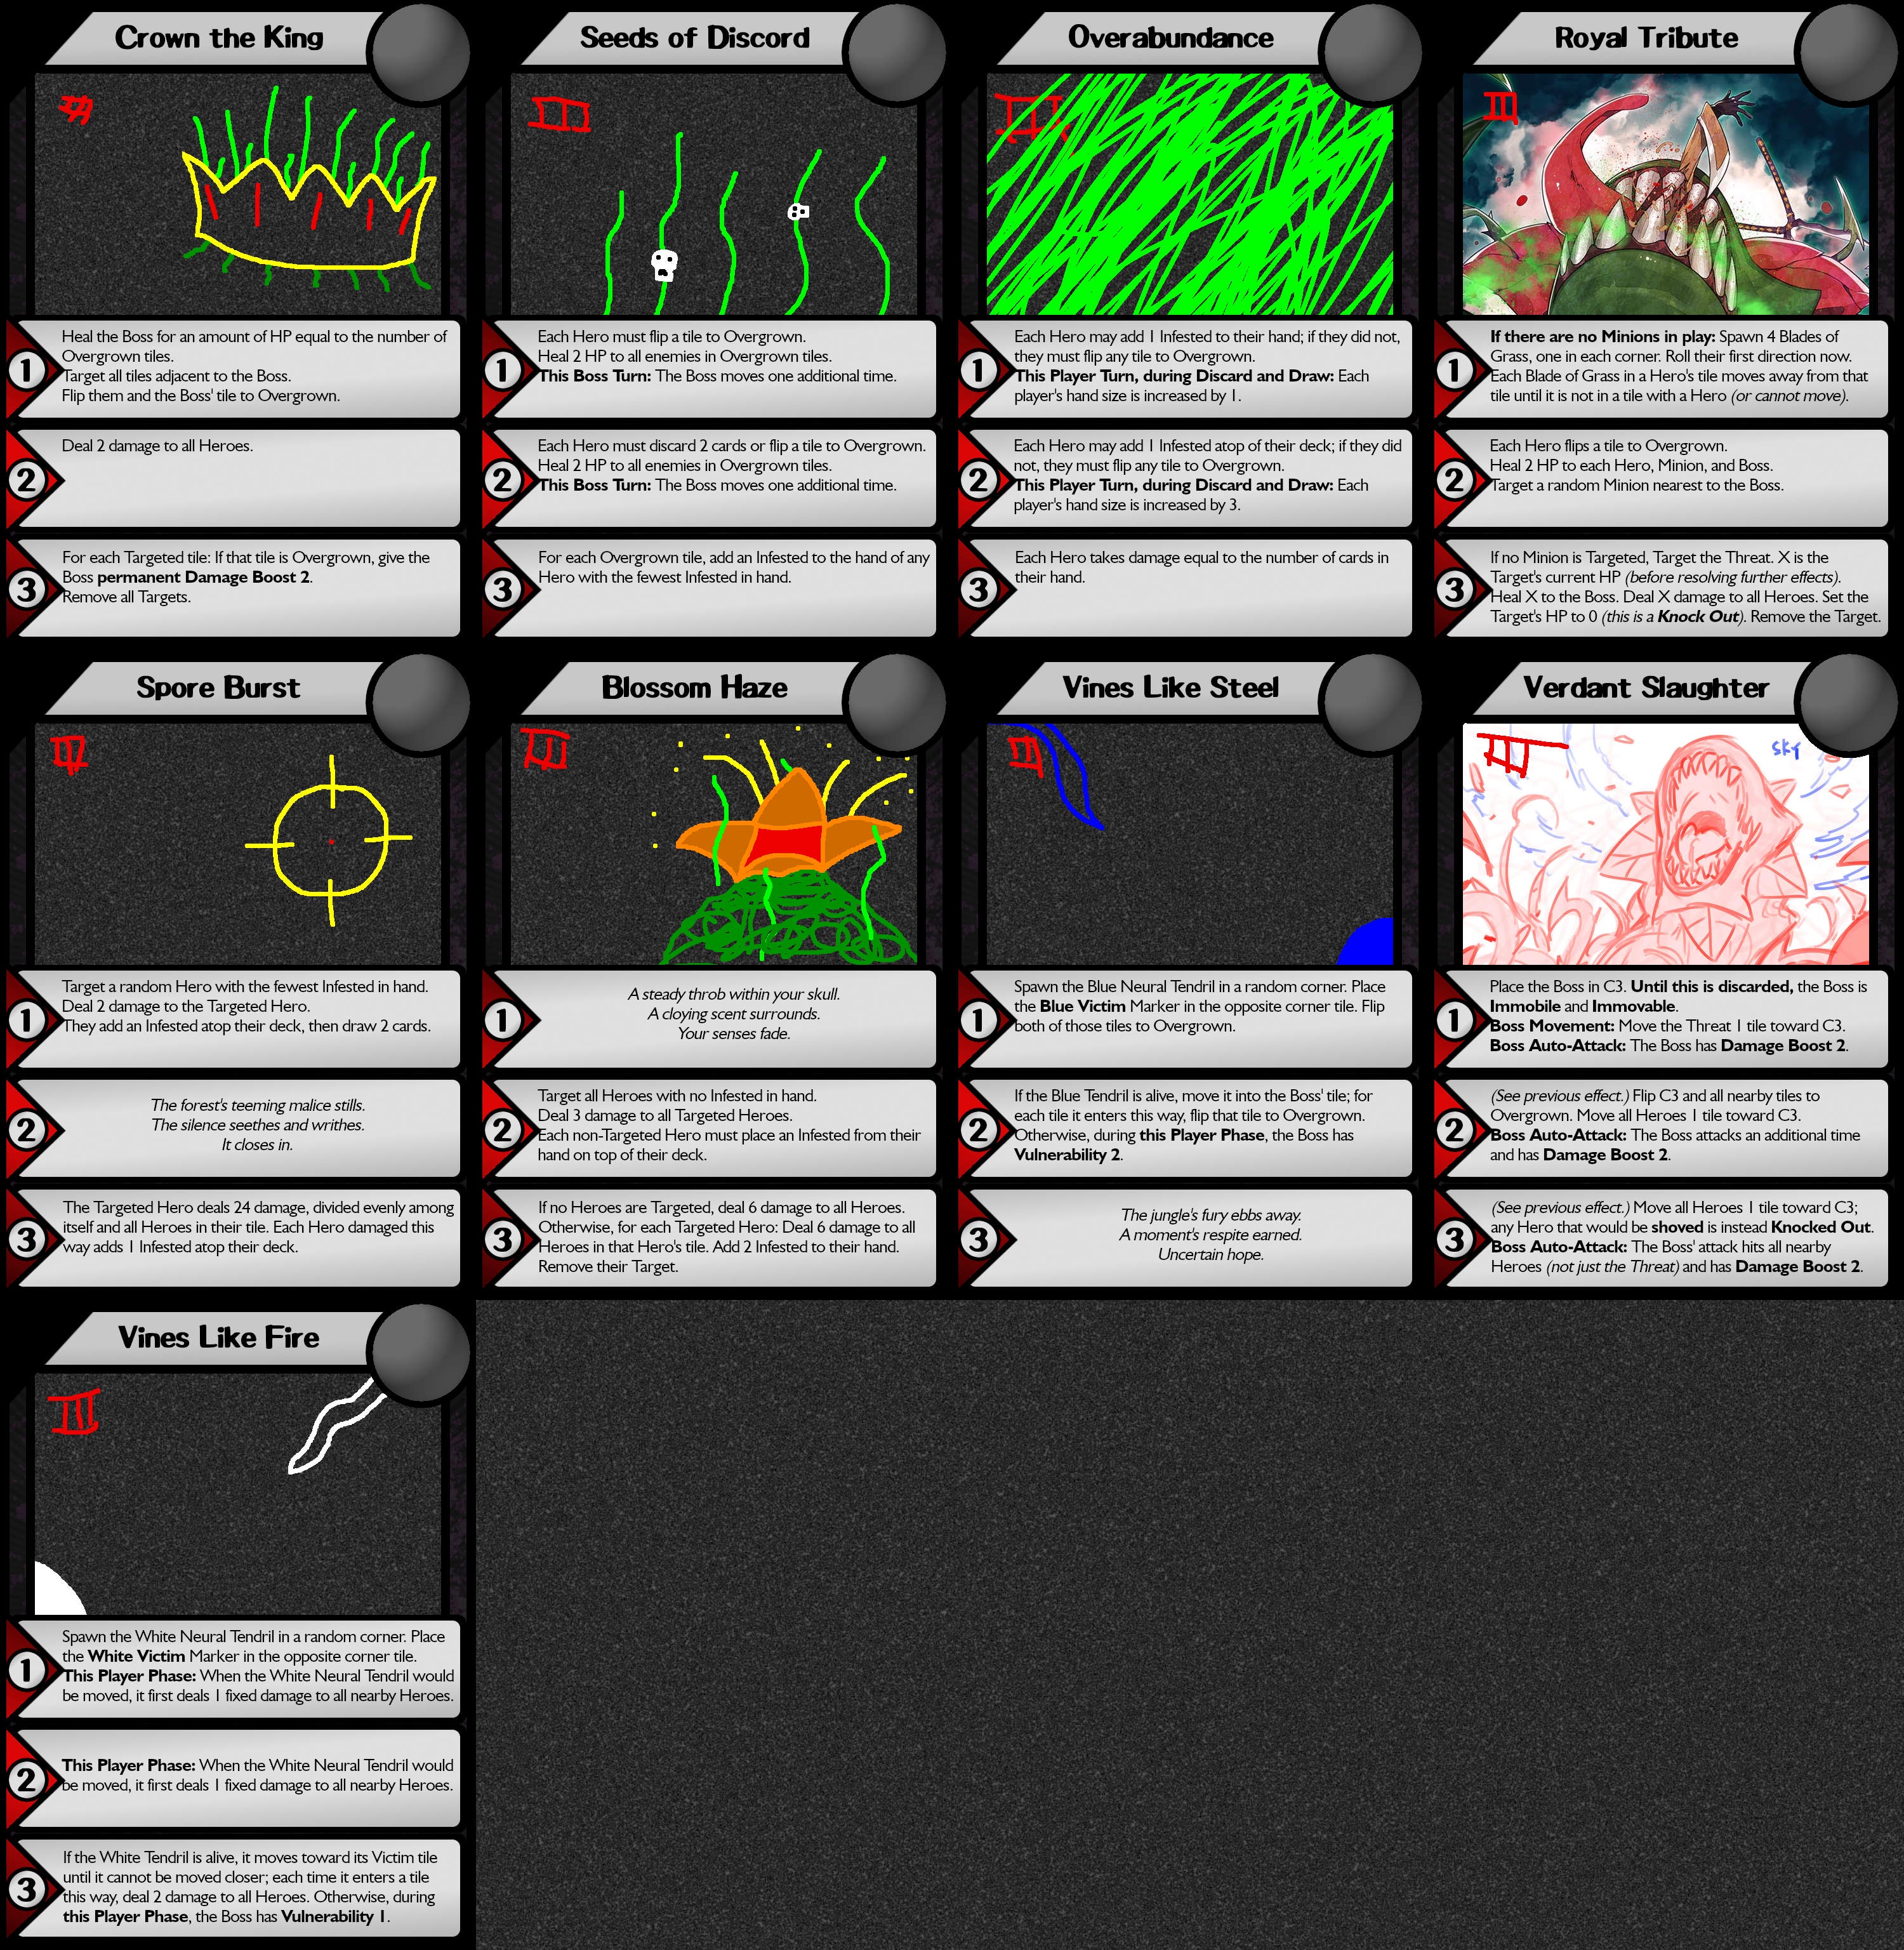 Crown the King
1
Heal the Boss for an amount of HP equal to the number of
Overgrown tiles.
Target all tiles adjacent to the Boss.
Flip them and the Boss' tile to Overgrown.
2
Deal 2 damage to all Heroes.
3
For each Targeted tile: If that tile is Overgrown, give the
Boss permanent Damage Boost 2.
Remove all Targets.
Seeds of Discord
III
1
Each Hero must flip a tile to Overgrown.
Heal 2 HP to all enemies in Overgrown tiles.
This Boss Turn: The Boss moves one additional time.
2
Each Hero must discard 2 cards or flip a tile to Overgrown.
Heal 2 HP to all enemies in Overgrown tiles.
This Boss Turn: The Boss moves one additional time.
3
For each Overgrown tile, add an Infested to the hand of any
Hero with the fewest Infested in hand.
Overabundance
1
Each Hero may add 1 Infested to their hand; if they did not,
they must flip any tile to Overgrown.
This Player Turn, during Discard and Draw: Each
player's hand size is increased by 1.
2
Each Hero may add 1 Infested atop of their deck; if they did
not, they must flip any tile to Overgrown.
This Player Turn, during Discard and Draw: Each
player's hand size is increased by 3.
3
Each Hero takes damage equal to the number of cards in
their hand.
Royal Tribute
III
1
If there are no Minions in play: Spawn 4 Blades of
Grass, one in each corner. Roll their first direction now.
Each Blade of Grass in a Hero's tile moves away from that
tile until it is not in a tile with a Hero (or cannot move).
2
Each Hero flips a tile to Overgrown.
Heal 2 HP to each Hero, Minion, and Boss.
Target a random Minion nearest to the Boss.
3
If no Minion is Targeted, Target the Threat. X is the
Target's current HP (before resolving further effects).
Heal X to the Boss. Deal X damage to all Heroes. Set the
Target's HP to 0 (this is a Knock Out). Remove the Target.
Spore Burst
1
Target a random Hero with the fewest Infested in hand.
Deal 2 damage to the Targeted Hero.
They add an Infested atop their deck, then draw 2 cards.
2
The forest's teeming malice stills.
The silence seethes and writhes.
It closes in.
3
The Targeted Hero deals 24 damage, divided evenly among
itself and all Heroes in their tile. Each Hero damaged this
way adds 1 Infested atop their deck.
Blossom Haze
1
A steady throb within your skull.
A cloying scent surrounds.
Your senses fade.
2
Target all Heroes with no Infested in hand.
Deal 3 damage to all Targeted Heroes.
Each non-Targeted Hero must place an Infested from their
hand on top of their deck.
3
If no Heroes are Targeted, deal 6 damage to all Heroes.
Otherwise, for each Targeted Hero: Deal 6 damage to all
Heroes in that Hero's tile. Add 2 Infested to their hand.
Remove their Target.
Vines Like Steel
1
Spawn the Blue Neural Tendril in a random corner. Place
the Blue Victim Marker in the opposite corner tile. Flip
both of those tiles to Overgrown.
2
If the Blue Tendril is alive, move it into the Boss' tile; for
each tile it enters this way, flip that tile to Overgrown.
Otherwise, during this Player Phase, the Boss has
Vulnerability 2.
3
The jungle's fury ebbs away.
A moment's respite earned.
Uncertain hope.
Verdant Slaughter
sky
1
Place the Boss in C3. Until this is discarded, the Boss is
Immobile and Immovable.
Boss Movement: Move the Threat 1 tile toward C3.
Boss Auto-Attack: The Boss has Damage Boost 2.
2
(See previous effect.) Flip C3 and all nearby tiles to
Overgrown. Move all Heroes 1 tile toward C3.
Boss Auto-Attack: The Boss attacks an additional time
and has Damage Boost 2.
3
(See previous effect.) Move all Heroes 1 tile toward C3;
any Hero that would be shoved is instead Knocked Out.
Boss Auto-Attack: The Boss' attack hits all nearby
Heroes (not just the Threat) and has Damage Boost 2.
Vines Like Fire
III
1
Spawn the White Neural Tendril in a random corner. Place
the White Victim Marker in the opposite corner tile.
This Player Phase: When the White Neural Tendril would
be moved, it first deals 1 fixed damage to all nearby Heroes.
2
This Player Phase: When the White Neural Tendril would
be moved, it first deals 1 fixed damage to all nearby Heroes.
3
If the White Tendril is alive, it moves toward its Victim tile
until it cannot be moved closer; each time it enters a tile
this way, deal 2 damage to all Heroes. Otherwise, during
this Player Phase, the Boss has Vulnerability 1.